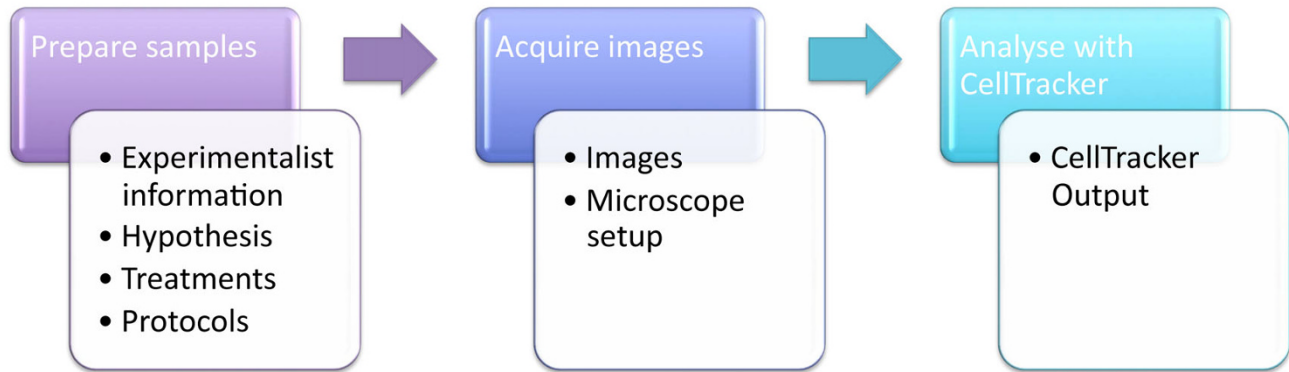 Prepare samples
• Experimentalist
information
• Hypothesis
• Treatments
• Protocols
Acquire images
• Images
• Microscope
setup
Analyse with
CellTracker
• CellTracker
Output